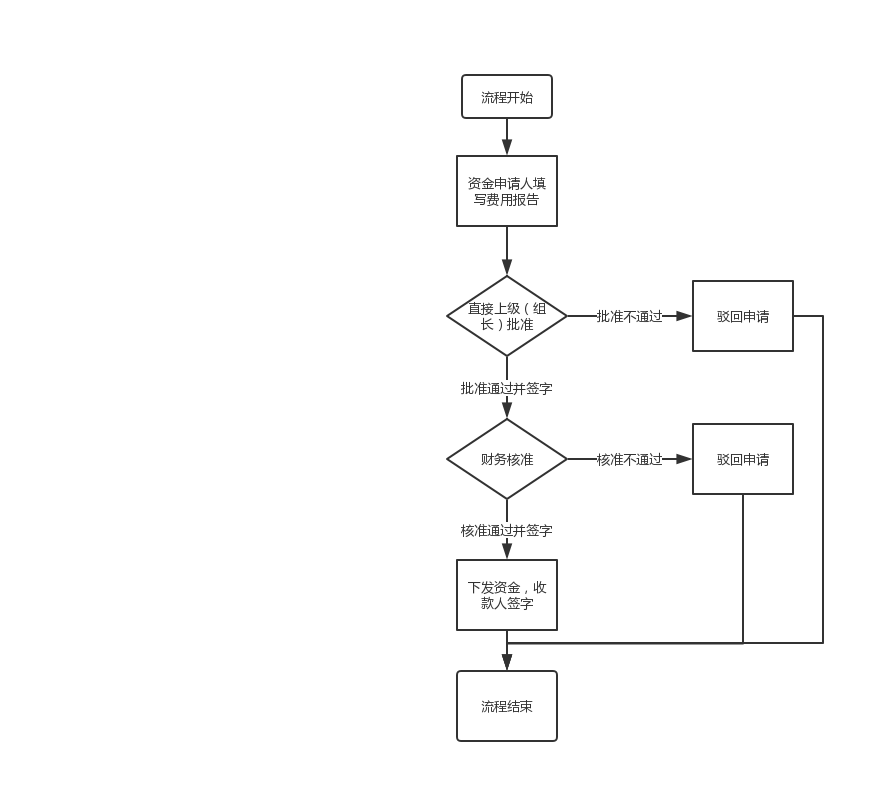 流程开始
资金申请人填
写费用报告
直接上级（组
长）批准
批准不通过
驳回申请
批准通过并签字
财务核准
核准不通过
驳回申请
核准通过并签字
下发资金，收
款人签字
流程结束